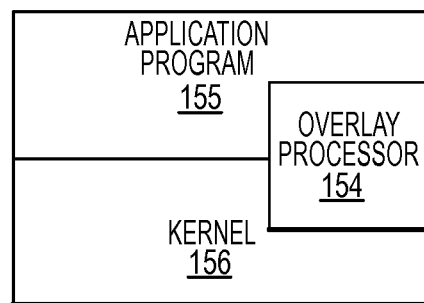 APPLICATION
PROGRAM
155
OVERLAY
PROCESSOR
154
KERNEL
156